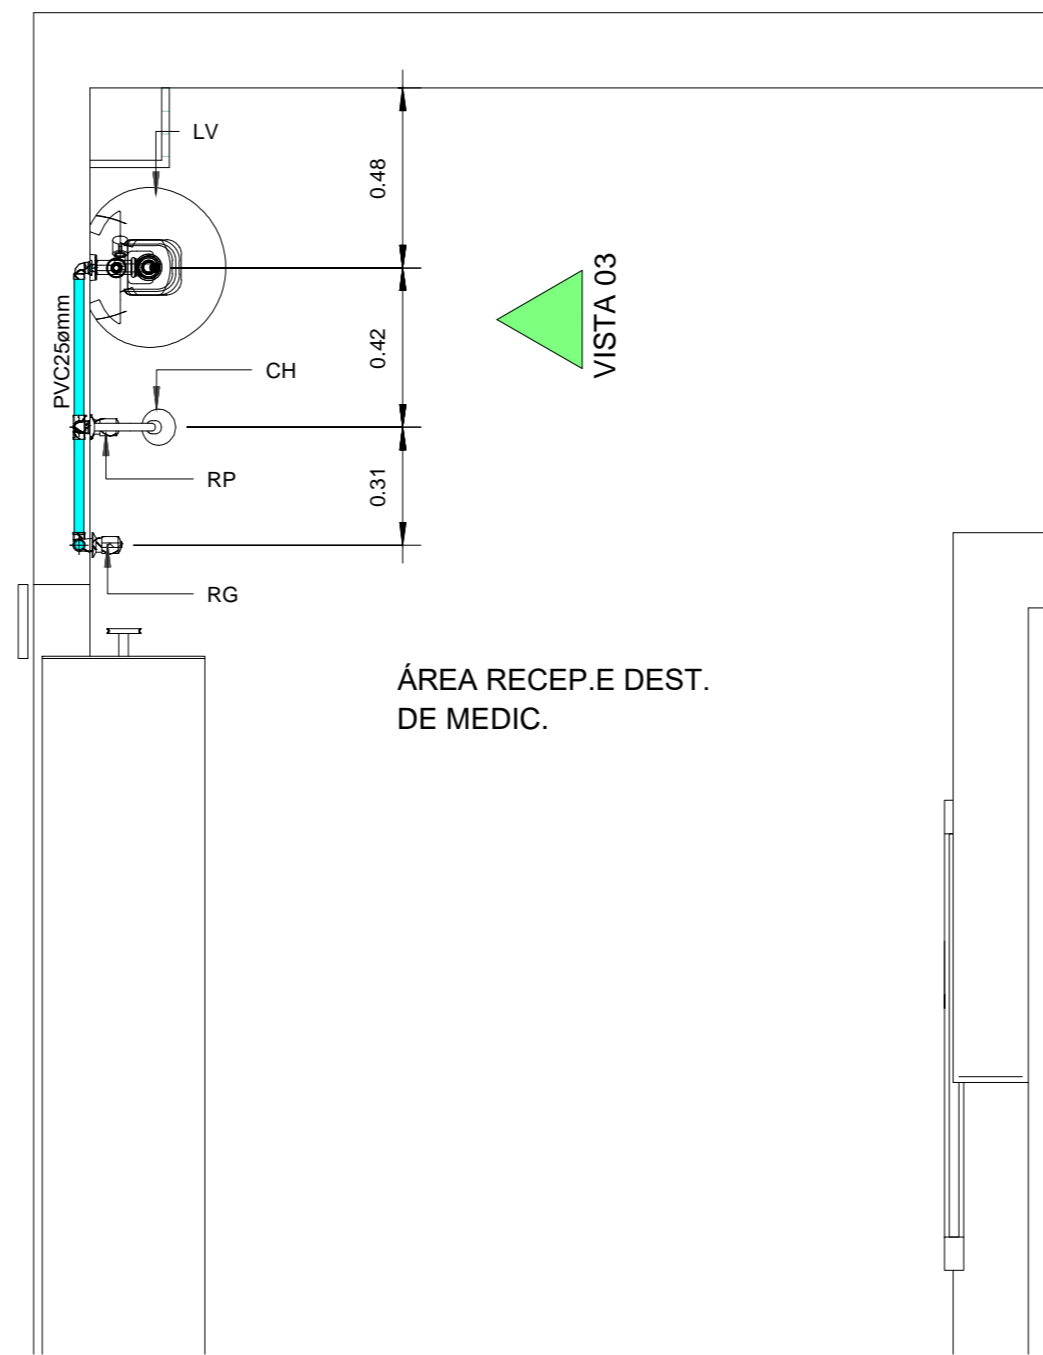 LV
0.48
VISTA 03
PVC25ømm
0.42
CH
RP
0.31
RG
ÁREA RECEP.E DEST.
DE MEDIC.